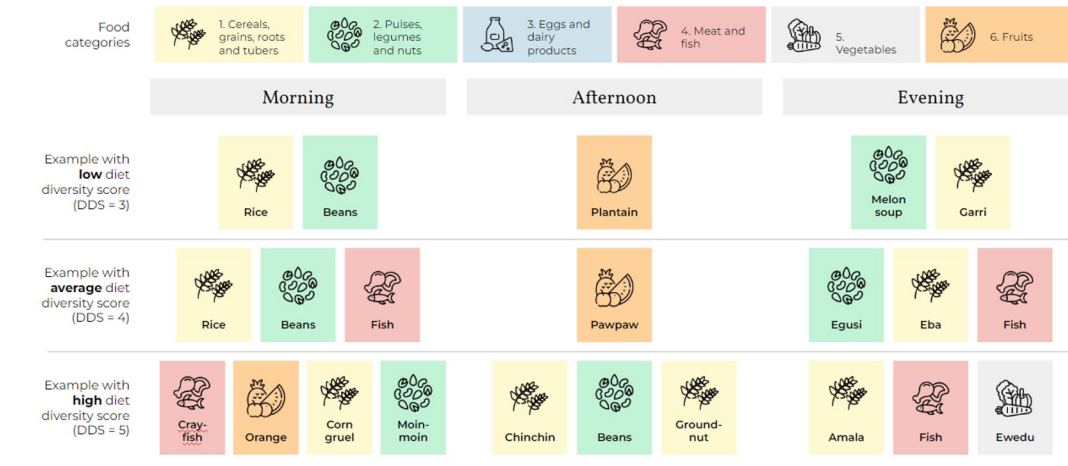 Food
categories
1. Cereals,
grains, roots
and tubers
2. Pulses,
legumes
and nuts
3. Eggs and
dairy
products
4. Meat and
fish
5.
Vegetables
6. Fruits
Morning
Afternoon
Evening
Example with
low diet
diversity score
(DDS = 3)
Rice
Beans
Plantain
Melon
soup
Garri
Example with
average diet
diversity score
(DDS = 4)
Rice
Beans
Fish
Pawpaw
Egusi
Eba
Fish
Example with
high diet
diversity score
(DDS = 5)
Cray-
fish
Orange
Corn
gruel
Moin-
moin
Chinchin
Beans
Ground-
nut
Amala
Fish
Ewedu